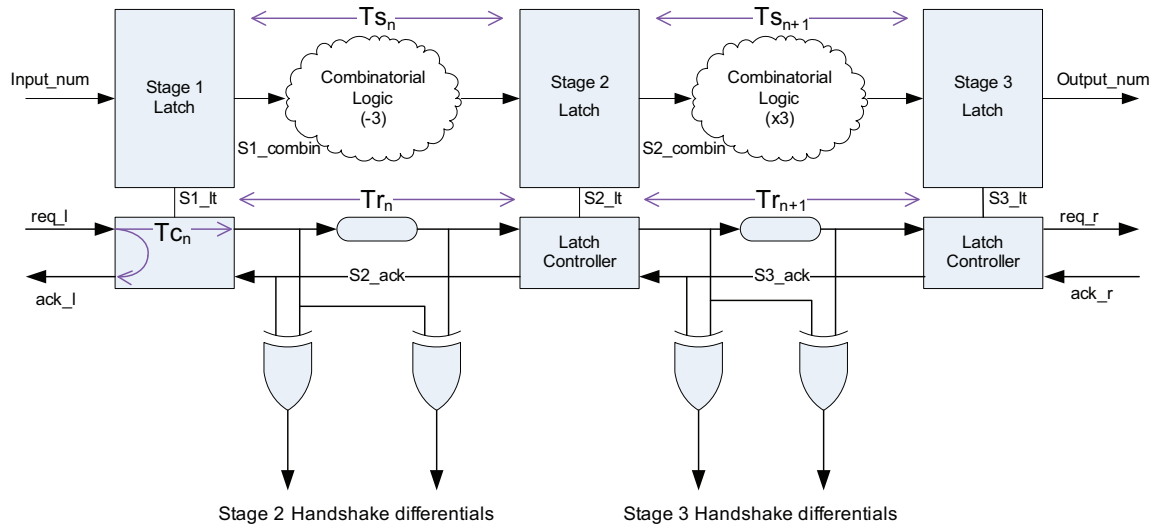 Ts_n
Ts_{n+1}
Input_num
Stage 1
Latch
Combinatorial
Logic
(-3)
Stage 2
Latch
Combinatorial
Logic
(x3)
Stage 3
Latch
Output_num
S1_combin
S2_combin
S1_lt
Tr_n
S2_lt
Tr_{n+1}
S3_lt
req_l
Tc_n
Latch
Controller
Latch
Controller
req_r
S2_ack
S3_ack
ack_l
ack_r
Stage 2 Handshake differentials
Stage 3 Handshake differentials